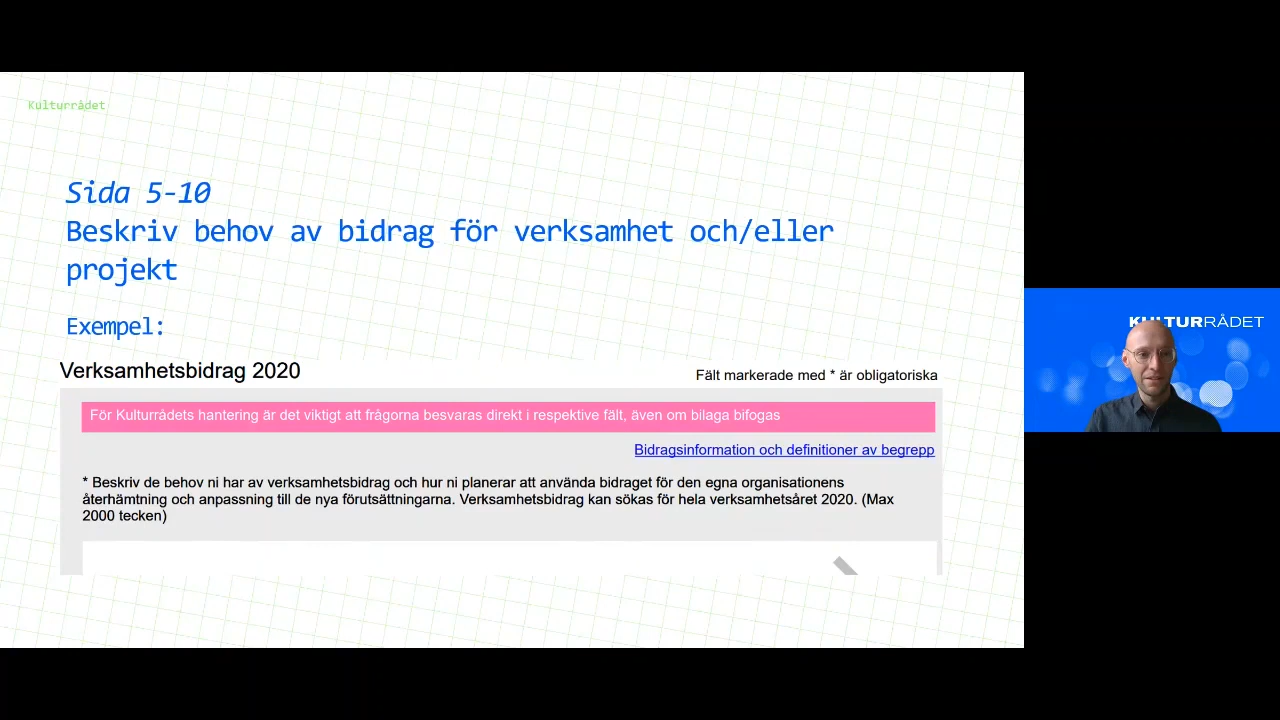 Kulturrådet
Sida 5-10
Beskriv behov av bidrag för verksamhet och/eller
projekt
Exempel:
Verksamhetsbidrag 2020
Fält markerade med * är obligatoriska
För Kulturrådets hantering är det viktigt att frågorna besvaras direkt i respektive fält, även om bilaga bifogas
Bidragsinformation och definitioner av begrepp
* Beskriv de behov ni har av verksamhetsbidrag och hur ni planerar att använda bidraget för den egna organisationens
återhämtning och anpassning till de nya förutsättningarna. Verksamhetsbidrag kan sökas för hela verksamhetsåret 2020. (Max
2000 tecken)
KULTURRÅDET